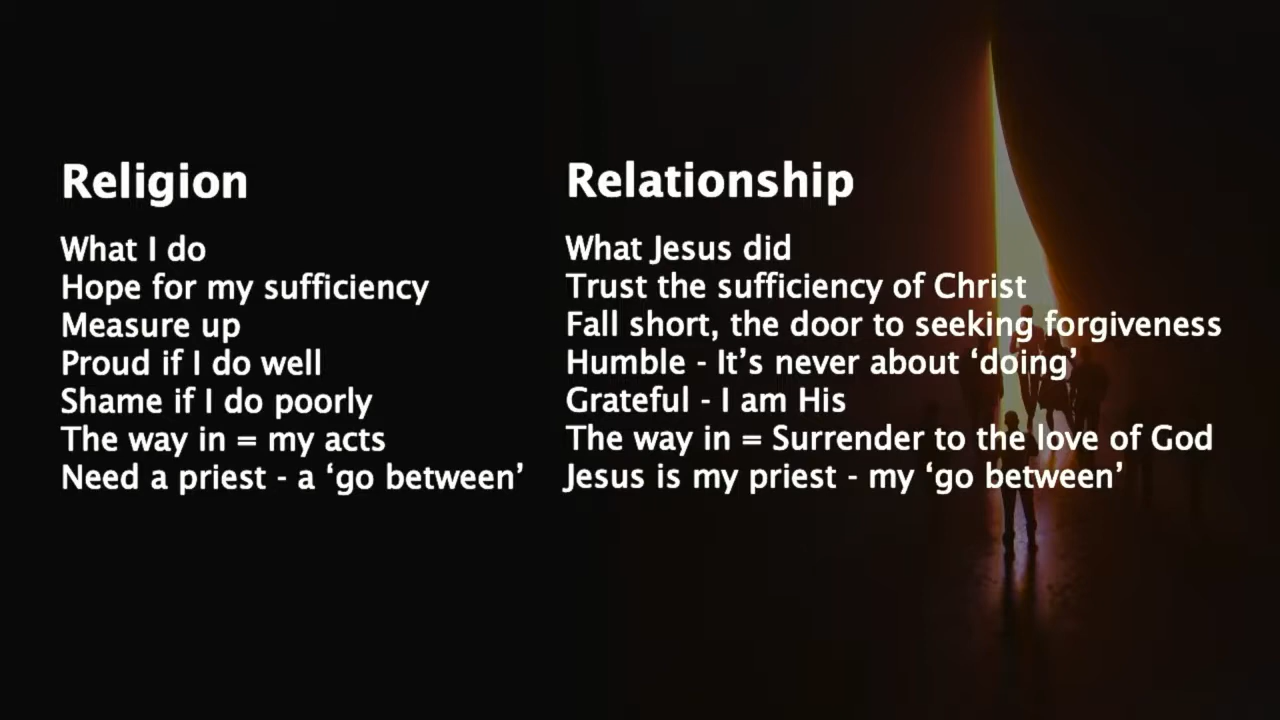 Religion
What I do
Hope for my sufficiency
Measure up
Proud if I do well
Shame if I do poorly
The way in = my acts
Need a priest - a ‘go between’
Relationship
What Jesus did
Trust the sufficiency of Christ
Fall short, the door to seeking forgiveness
Humble - It’s never about ‘doing’
Grateful - I am His
The way in = Surrender to the love of God
Jesus is my priest - my ‘go between’